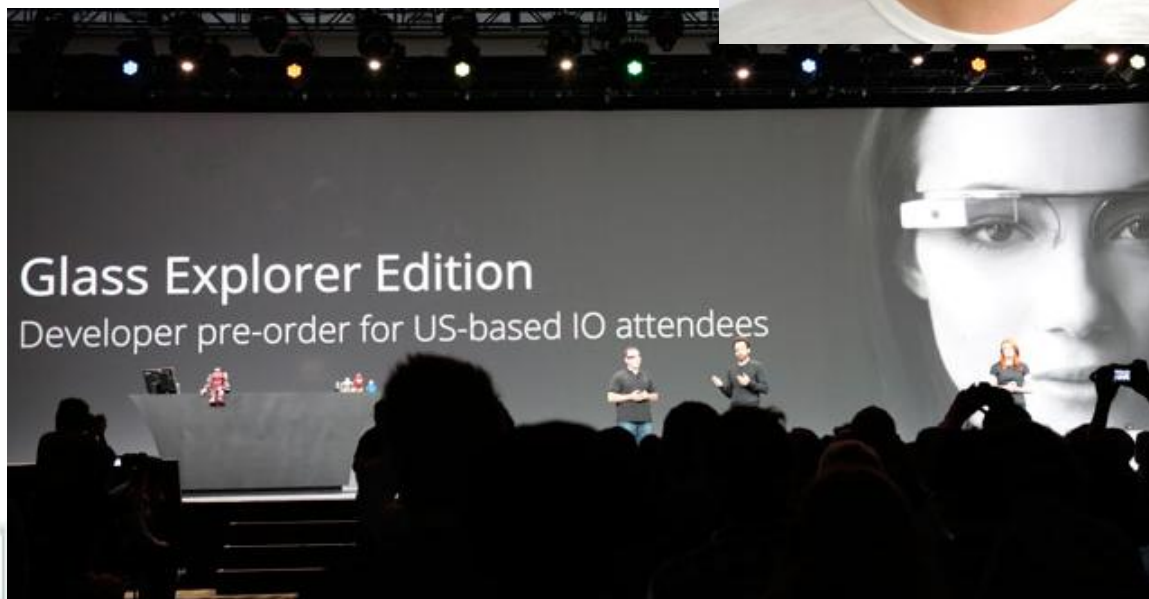 Glass Explorer Edition
Developer pre-order for US-based IO attendees